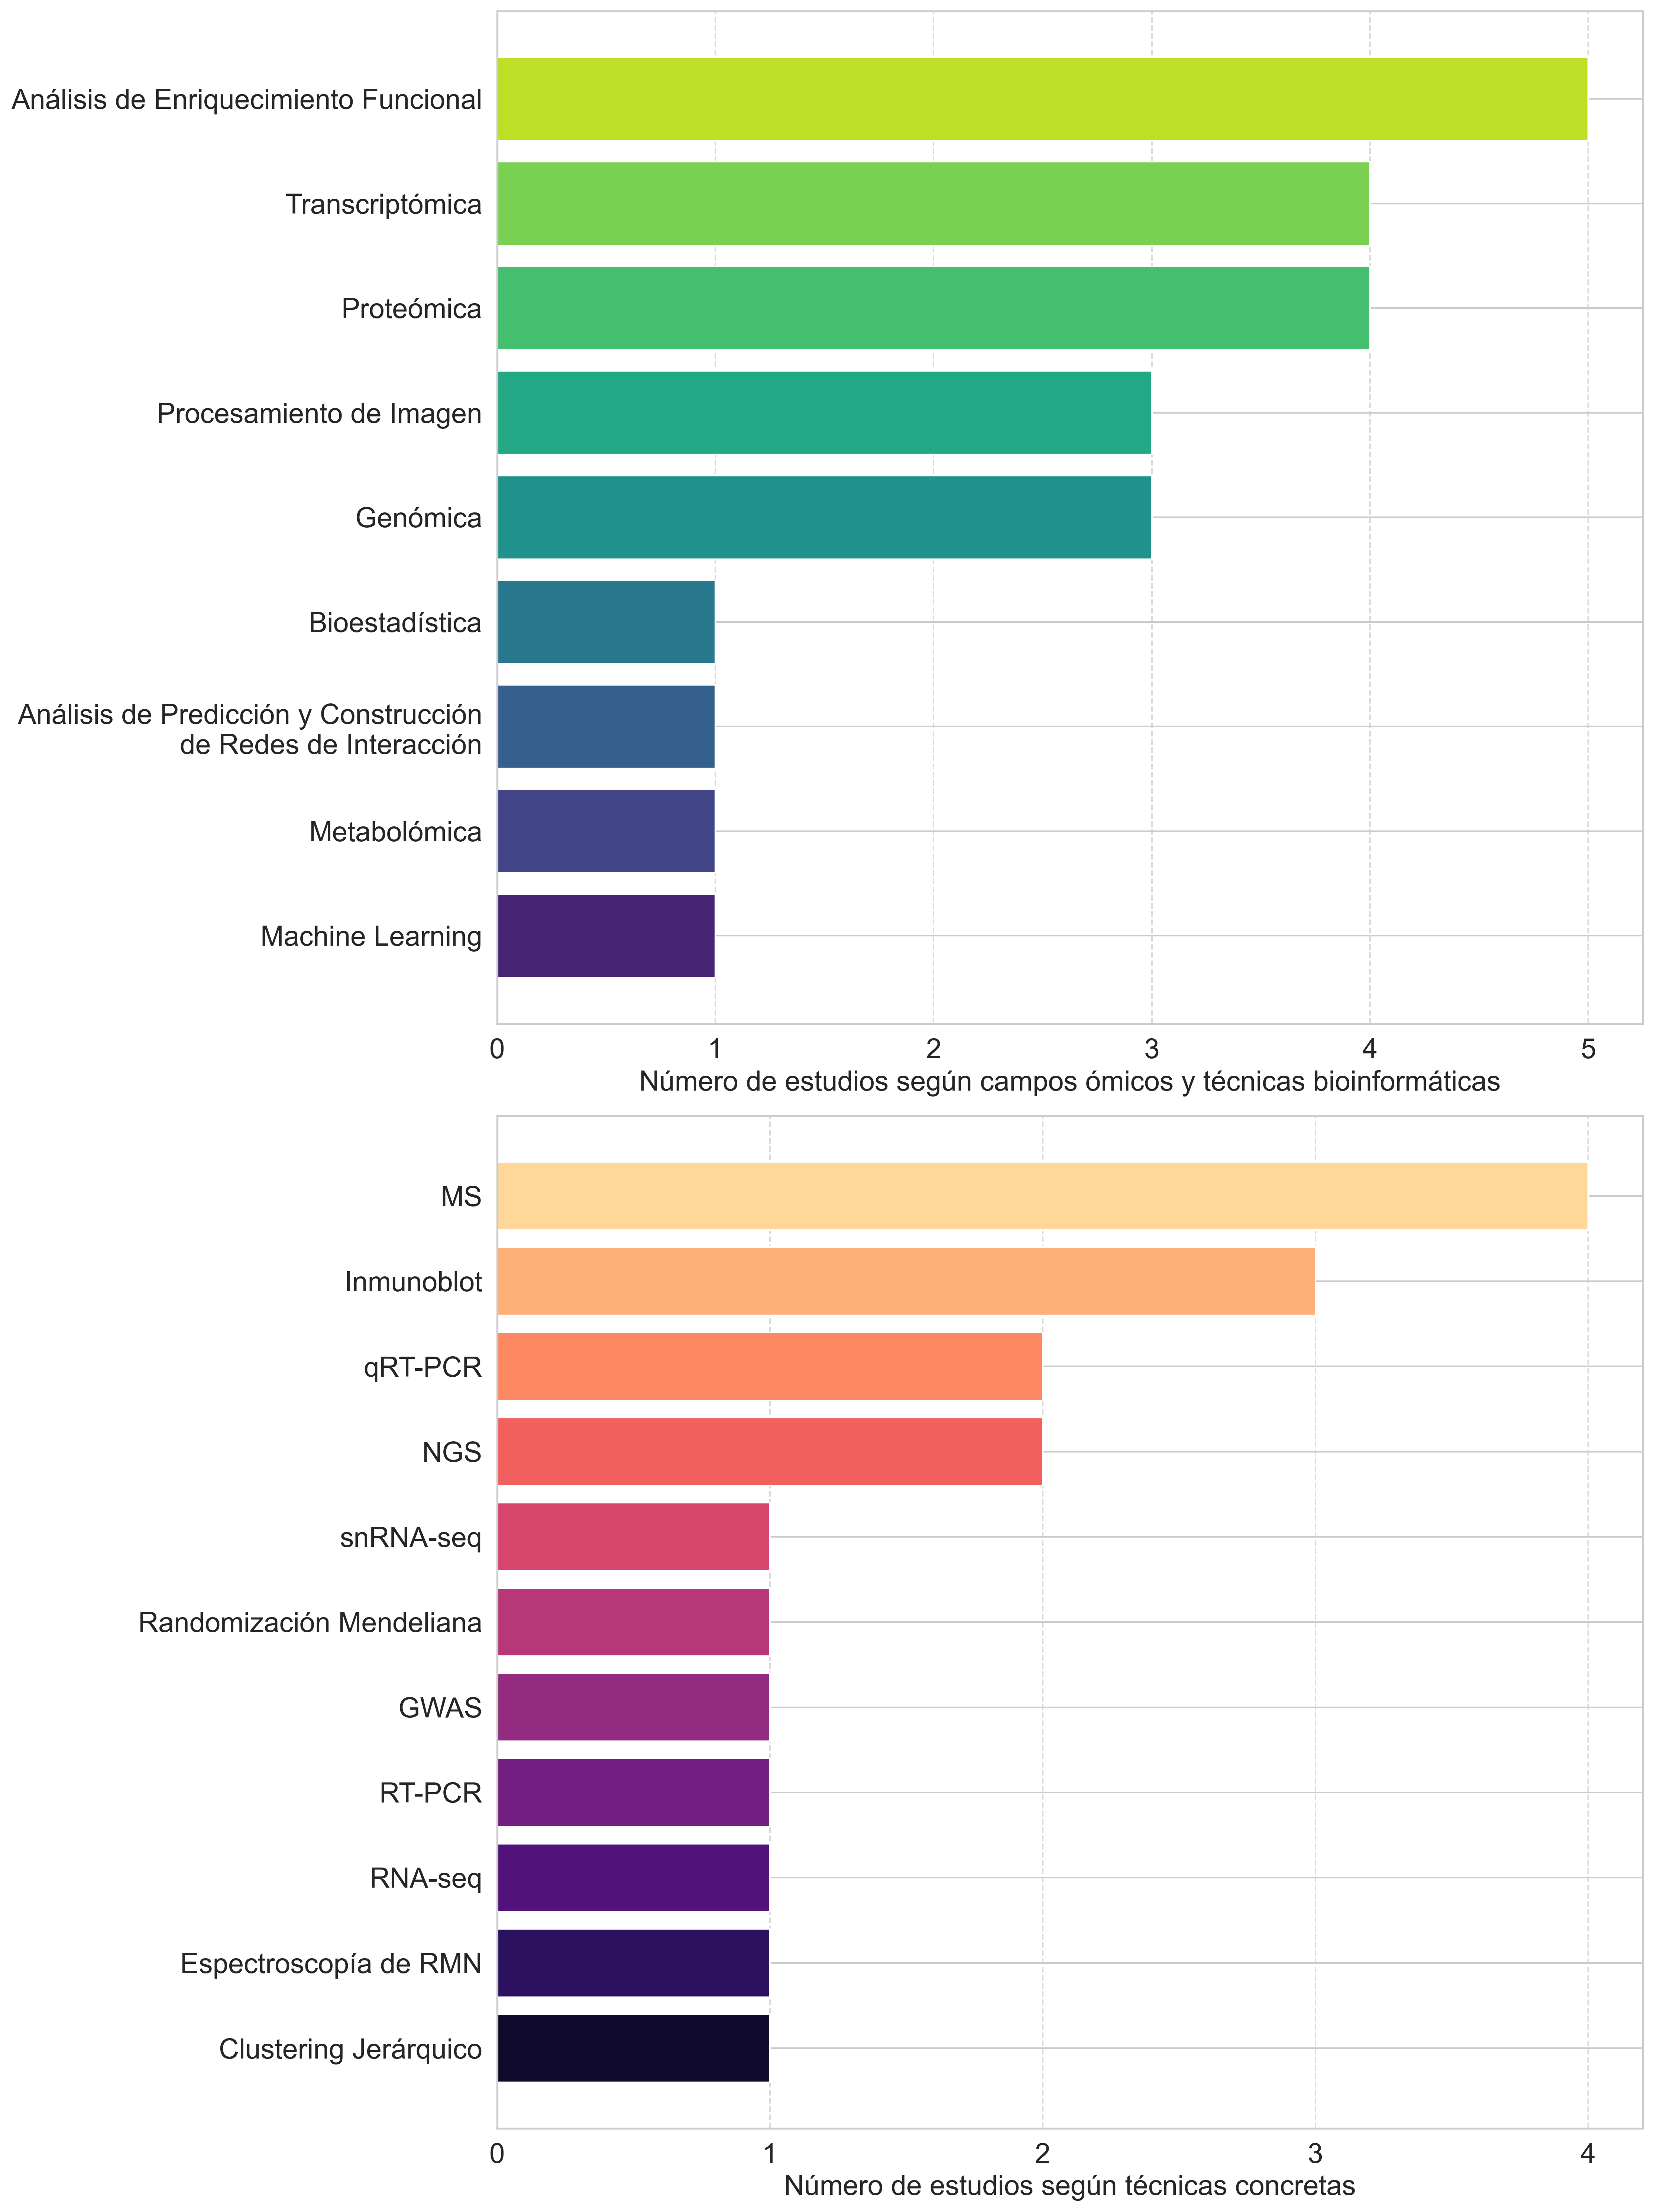 Análisis de Enriquecimiento Funcional
Transcriptómica
Proteómica
Procesamiento de Imagen
Genómica
Bioestadística
Análisis de Predicción y Construcción
de Redes de Interacción
Metabolómica
Machine Learning
0 1 2 3 4 5
Número de estudios según campos ómicos y técnicas bioinformáticas
MS
Inmunoblot
qRT-PCR
NGS
snRNA-seq
Randomización Mendeliana
GWAS
RT-PCR
RNA-seq
Espectroscopía de RMN
Clustering Jerárquico
0 1 2 3 4
Número de estudios según técnicas concretas